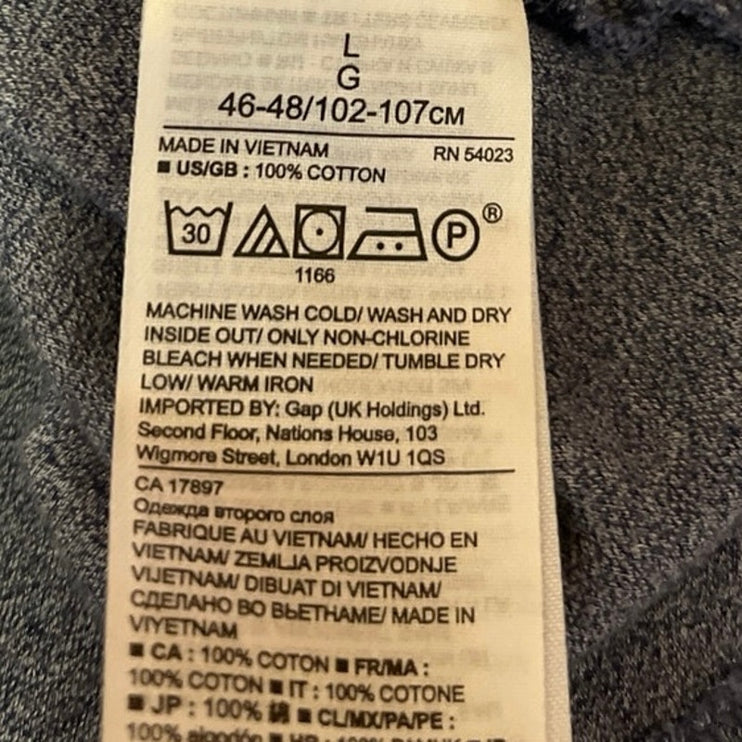 L
G
46-48/102-107CM
MADE IN VIETNAM RN 54023
■ US/GB : 100% COTTON
30 P ®
1166
MACHINE WASH COLD/ WASH AND DRY
INSIDE OUT/ ONLY NON-CHLORINE
BLEACH WHEN NEEDED/ TUMBLE DRY
LOW/ WARM IRON
IMPORTED BY: Gap (UK Holdings) Ltd.
Second Floor, Nations House, 103
Wigmore Street, London W1U 1QS
CA 17897
Одежда второго слоя
FABRIQUE AU VIETNAM/ HECHO EN
VIETNAM/ ZEMLJA PROIZVODNJE
VIJETNAM/ DIBUAT DI VIETNAM/
СДЕЛАНО ВО ВЬЕТНАМЕ/ MADE IN
VIYETNAM
■ CA : 100% COTON ■ FR/MA :
100% COTON ■ IT : 100% COTONE
■ JP : 100% 綿 ■ CL/MX/PA/PE :
100% algodón ■